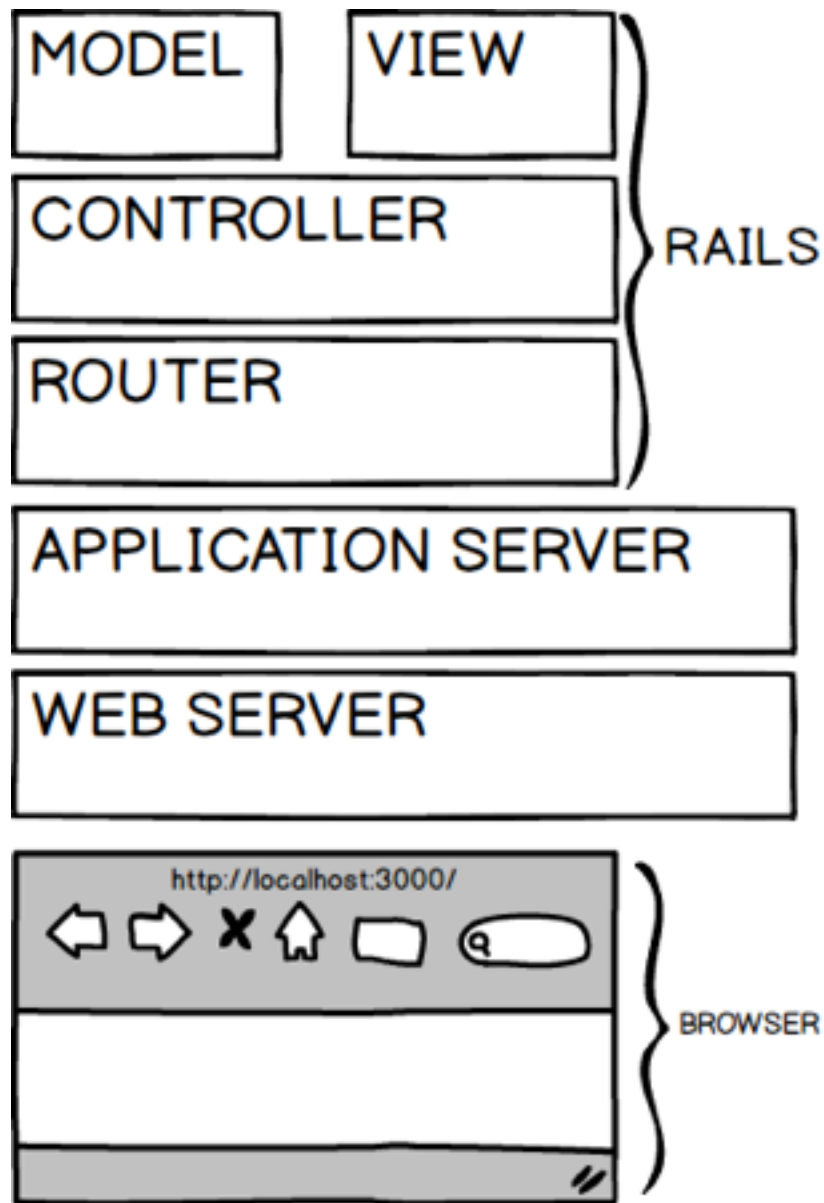 MODEL
VIEW
CONTROLLER
RAILS
ROUTER
APPLICATION SERVER
WEB SERVER
http://localhost:3000/
BROWSER